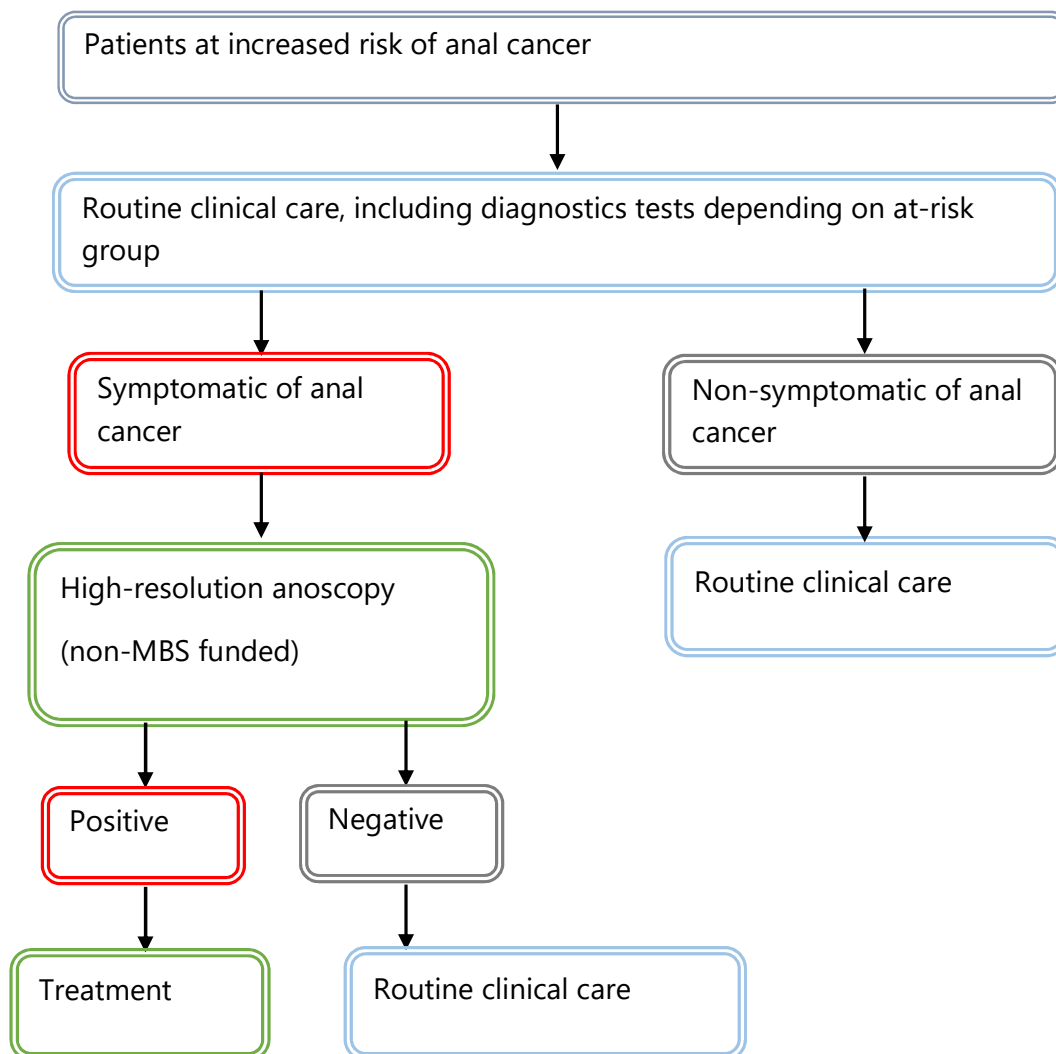 Patients at increased risk of anal cancer
Routine clinical care, including diagnostics tests depending on at-risk
group
Symptomatic of anal
cancer
Non-symptomatic of anal
cancer
High-resolution anoscopy
(non-MBS funded)
Routine clinical care
Positive
Negative
Treatment
Routine clinical care